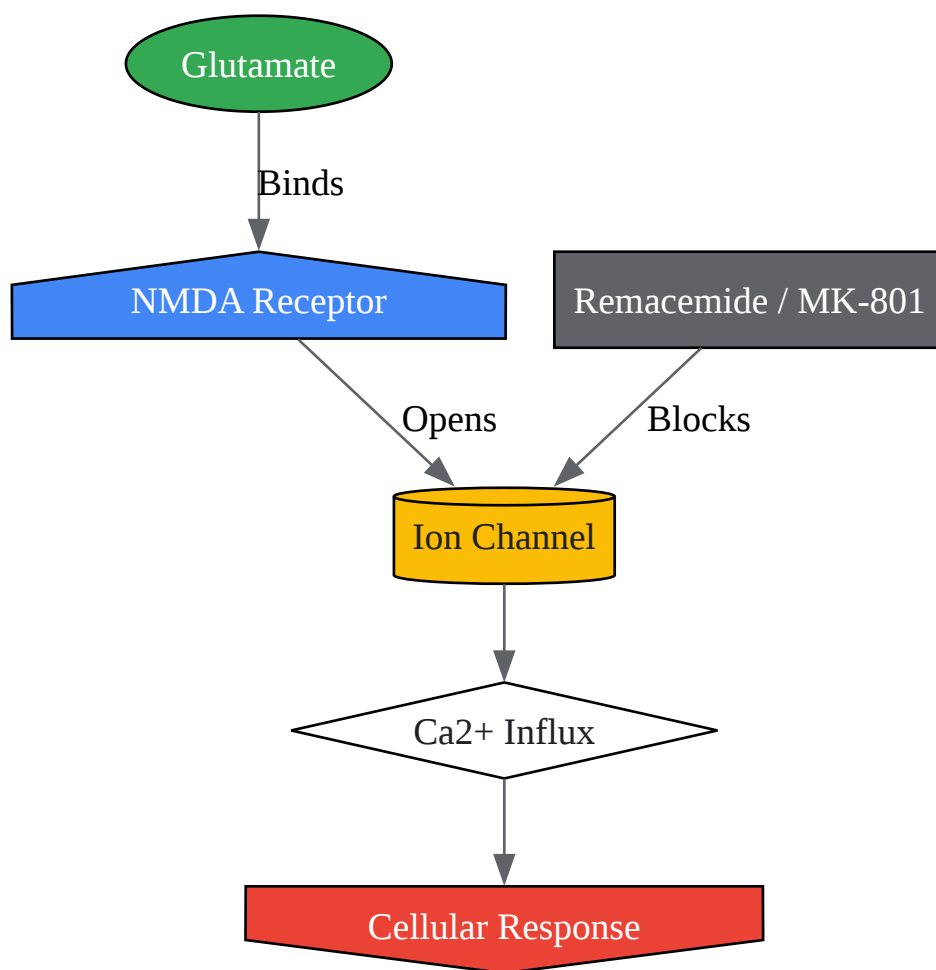 Glutamate
Binds
NMDA Receptor
Remacemide / MK-801
Opens
Blocks
Ion Channel
Ca2+ Influx
Cellular Response